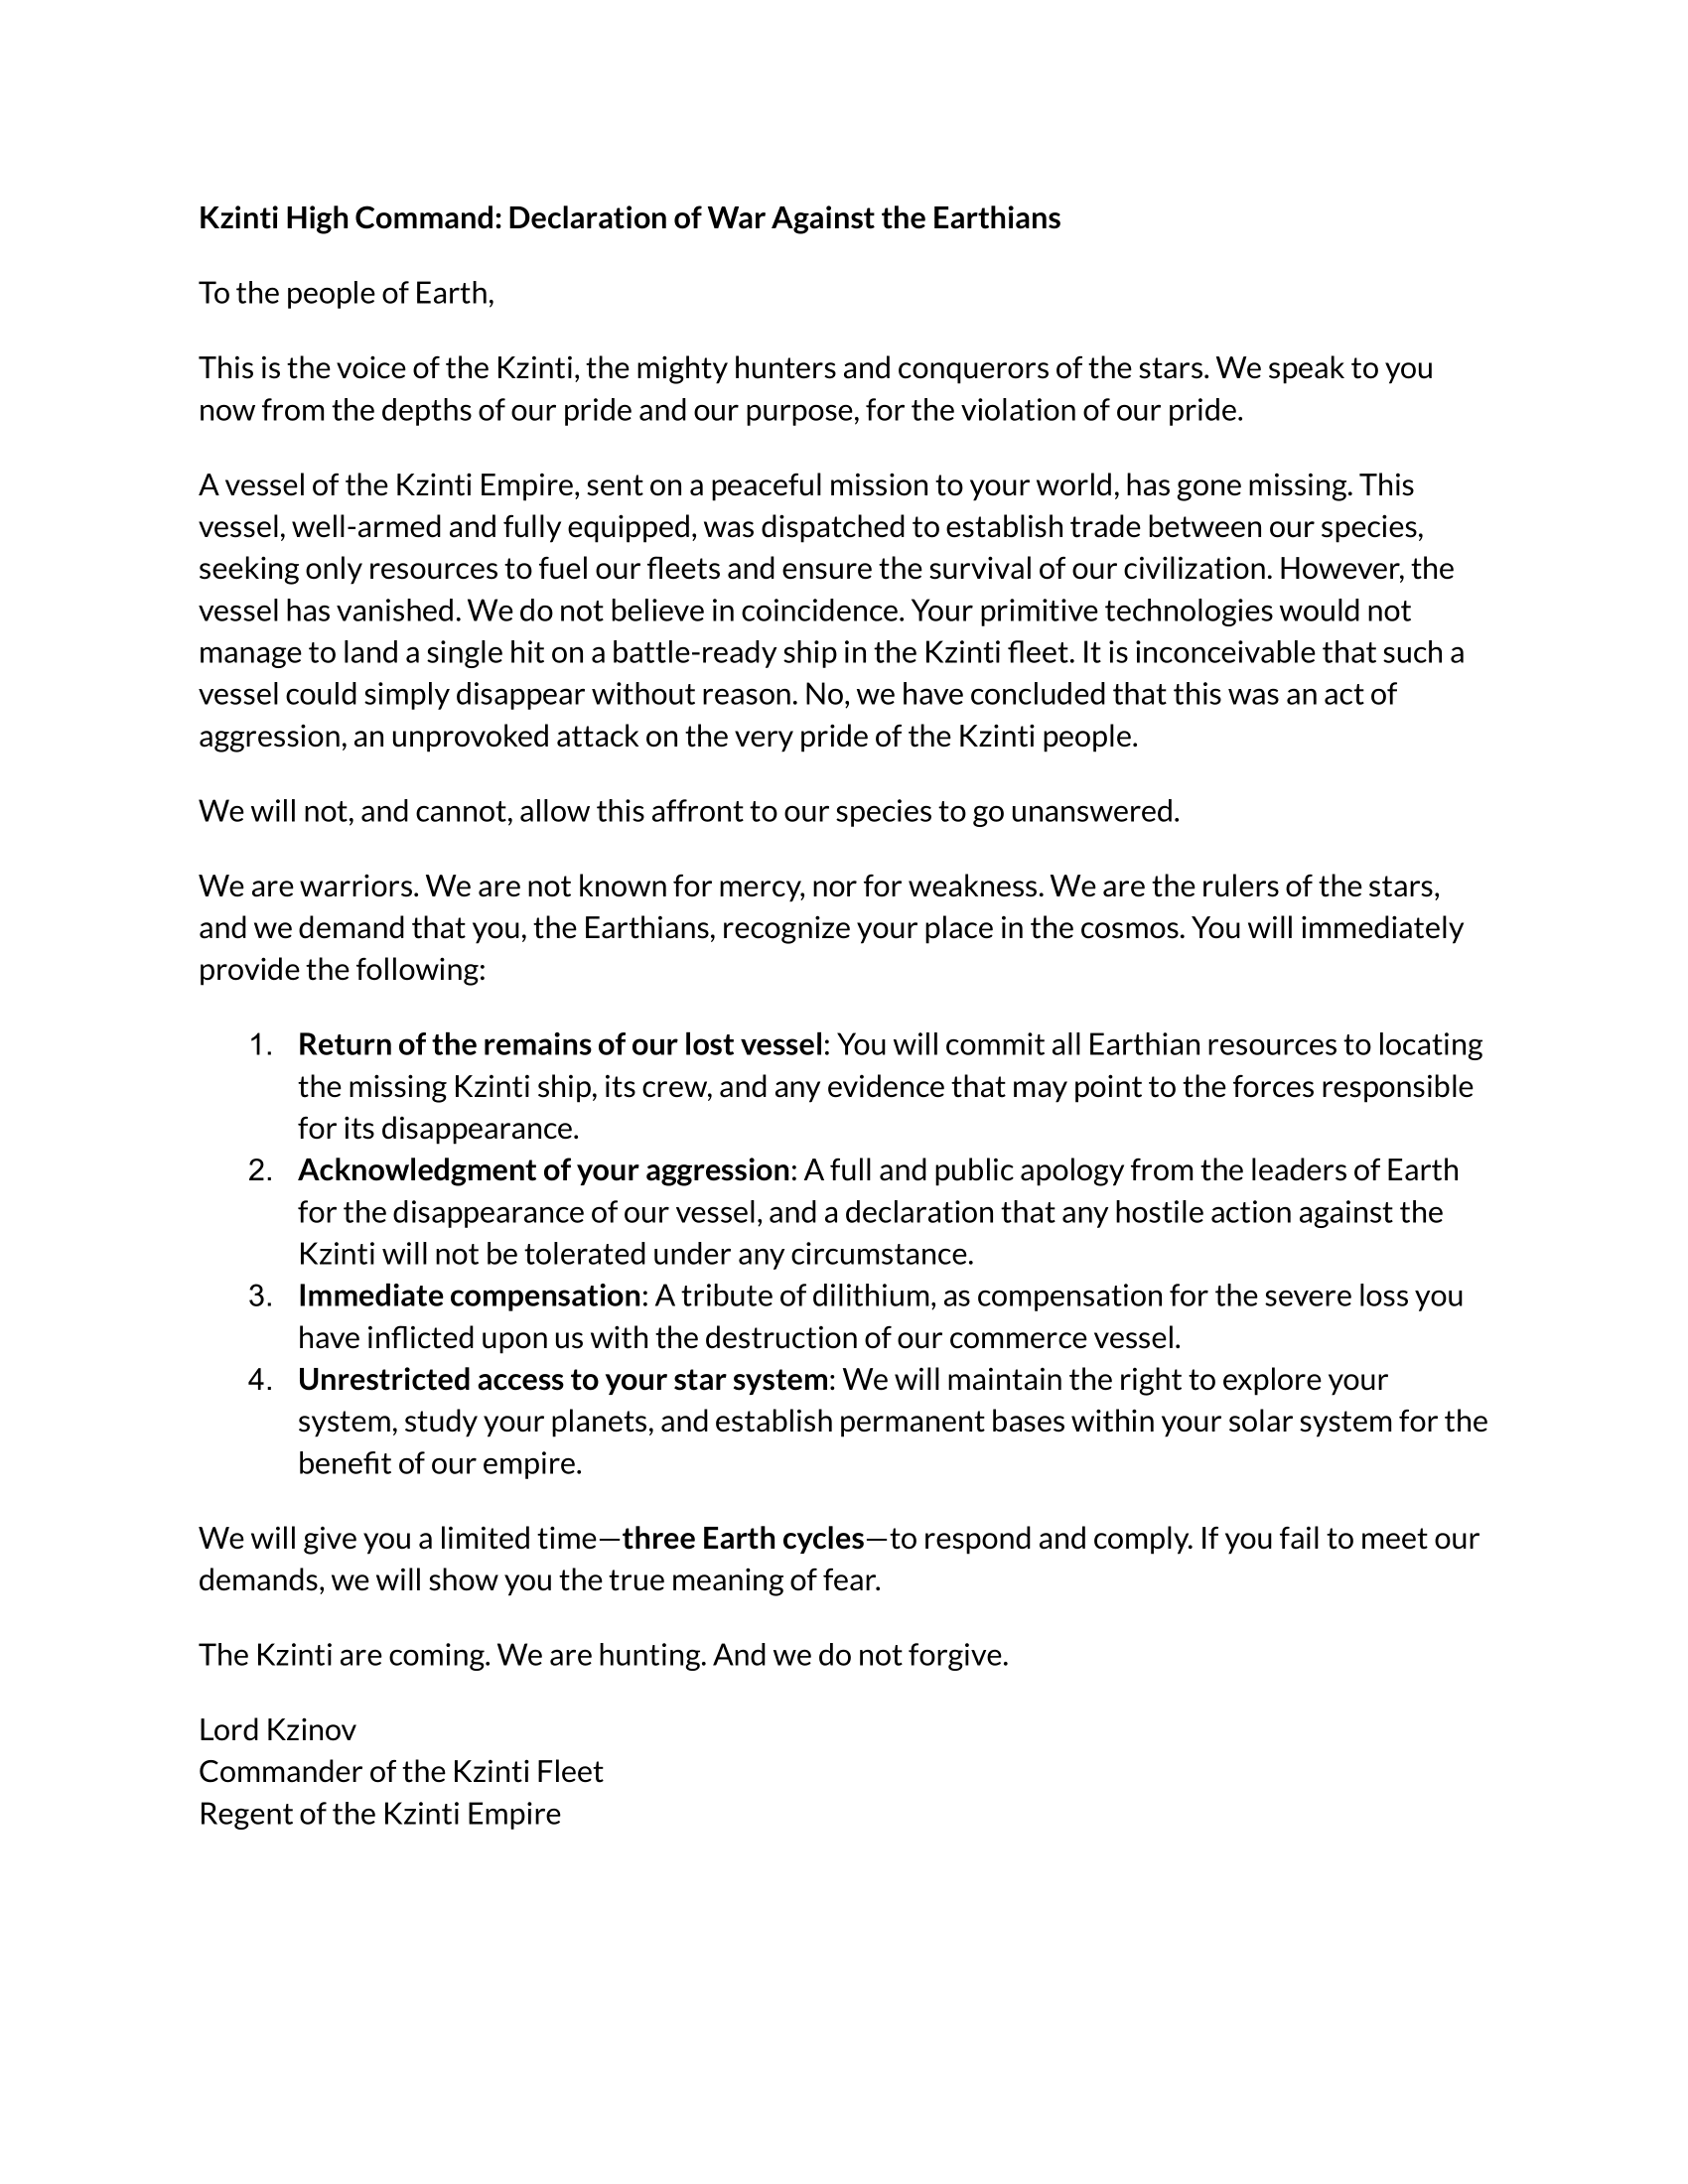 Kzinti High Command: Declaration of War Against the Earthians
To the people of Earth,
This is the voice of the Kzinti, the mighty hunters and conquerors of the stars. We speak to you
now from the depths of our pride and our purpose, for the violation of our pride.
A vessel of the Kzinti Empire, sent on a peaceful mission to your world, has gone missing. This
vessel, well-armed and fully equipped, was dispatched to establish trade between our species,
seeking only resources to fuel our fleets and ensure the survival of our civilization. However, the
vessel has vanished. We do not believe in coincidence. Your primitive technologies would not
manage to land a single hit on a battle-ready ship in the Kzinti fleet. It is inconceivable that such a
vessel could simply disappear without reason. No, we have concluded that this was an act of
aggression, an unprovoked attack on the very pride of the Kzinti people.
We will not, and cannot, allow this affront to our species to go unanswered.
We are warriors. We are not known for mercy, nor for weakness. We are the rulers of the stars,
and we demand that you, the Earthians, recognize your place in the cosmos. You will immediately
provide the following:
1. Return of the remains of our lost vessel: You will commit all Earthian resources to locating
the missing Kzinti ship, its crew, and any evidence that may point to the forces responsible
for its disappearance.
2. Acknowledgment of your aggression: A full and public apology from the leaders of Earth
for the disappearance of our vessel, and a declaration that any hostile action against the
Kzinti will not be tolerated under any circumstance.
3. Immediate compensation: A tribute of dilithium, as compensation for the severe loss you
have inflicted upon us with the destruction of our commerce vessel.
4. Unrestricted access to your star system: We will maintain the right to explore your
system, study your planets, and establish permanent bases within your solar system for the
benefit of our empire.
We will give you a limited time—three Earth cycles—to respond and comply. If you fail to meet our
demands, we will show you the true meaning of fear.
The Kzinti are coming. We are hunting. And we do not forgive.
Lord Kzinov
Commander of the Kzinti Fleet
Regent of the Kzinti Empire